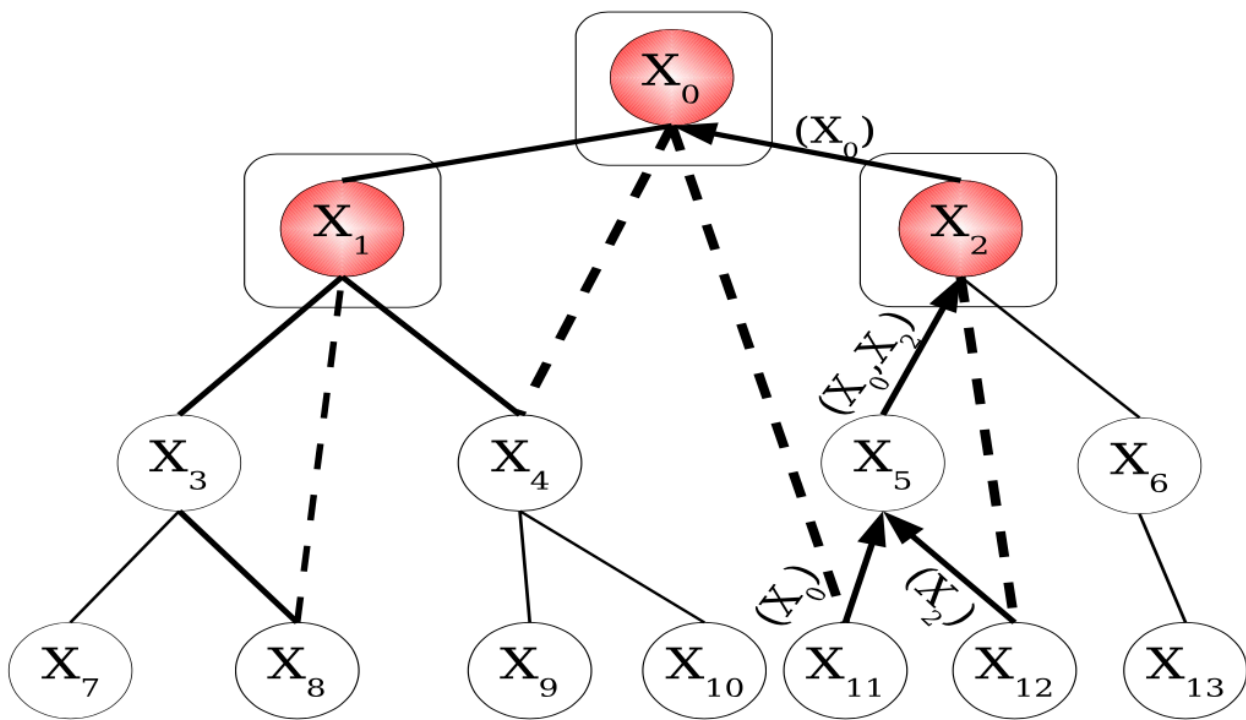 X₀
(X₀)
X₁
X₂
(X₀,X₂)
X₃
X₄
X₅
X₆
(X₀)
(X₂)
X₇
X₈
X₉
X₁₀
X₁₁
X₁₂
X₁₃